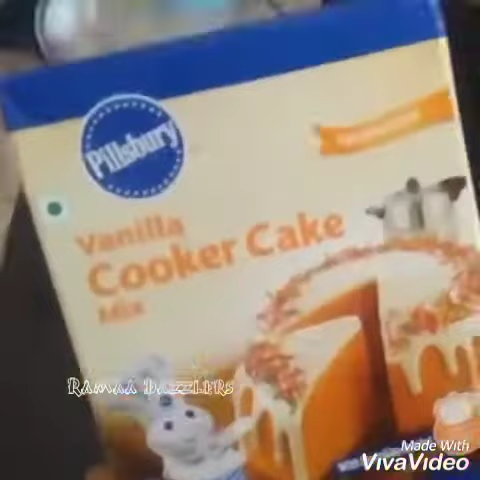 Pillsbury
Vanilla
Cooker Cake
Mix
RAMAA DAZZLERS
Made With
VivaVideo